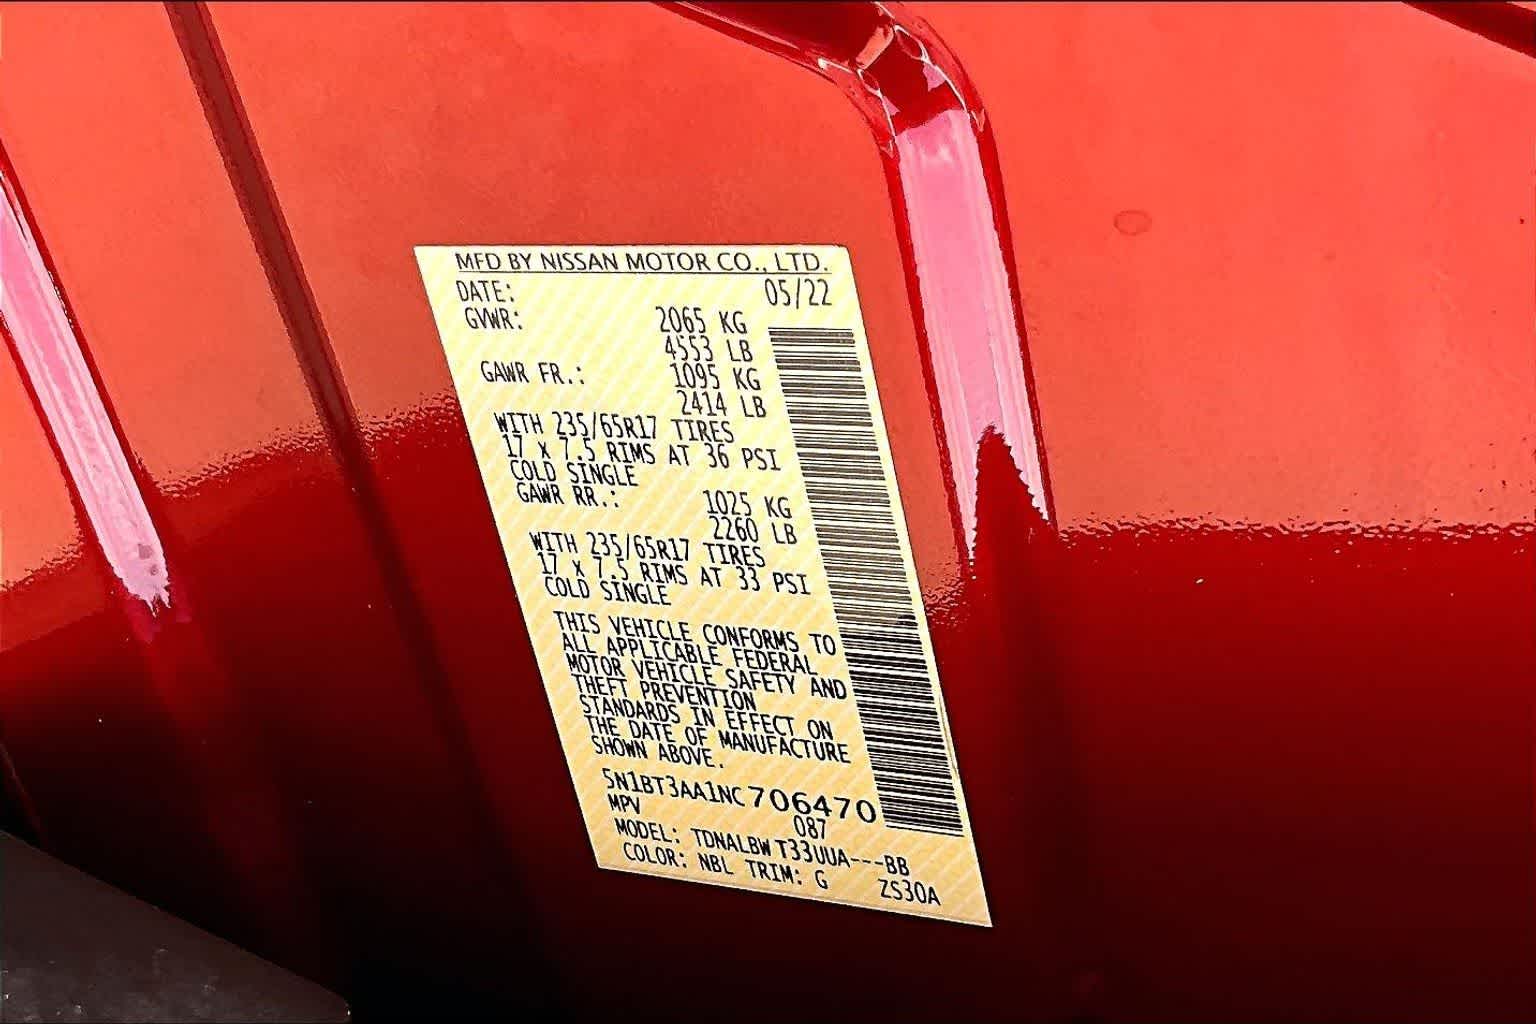 MFD BY NISSAN MOTOR CO., LTD.
DATE: 05/22
GVWR: 2065 KG
4553 LB
GAWR FR.: 1095 KG
2414 LB
WITH 235/65R17 TIRES
17 X 7.5 RIMS AT 36 PSI
COLD SINGLE
GAWR RR.: 1025 KG
2260 LB
WITH 235/65R17 TIRES
17 X 7.5 RIMS AT 33 PSI
COLD SINGLE
THIS VEHICLE CONFORMS TO
ALL APPLICABLE FEDERAL
MOTOR VEHICLE SAFETY AND
THEFT PREVENTION
STANDARDS IN EFFECT ON
THE DATE OF MANUFACTURE
SHOWN ABOVE.
5N1BT3AA1NC706470
MPV 087
MODEL: TDNALBWT33UUA---BB
COLOR: NBL TRIM: G ZS30A